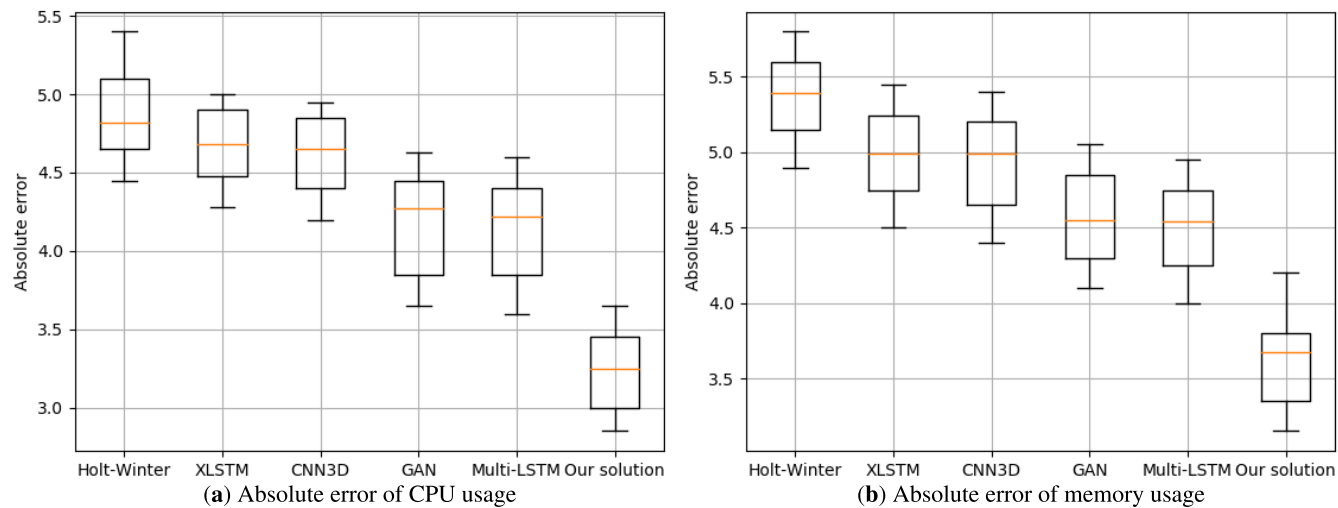 5.5
5.0
4.5
4.0
3.5
3.0
Absolute error
Holt-Winter XLSTM CNN3D GAN Multi-LSTM Our solution
(a) Absolute error of CPU usage
5.5
5.0
4.5
4.0
3.5
Absolute error
Holt-Winter XLSTM CNN3D GAN Multi-LSTM Our solution
(b) Absolute error of memory usage